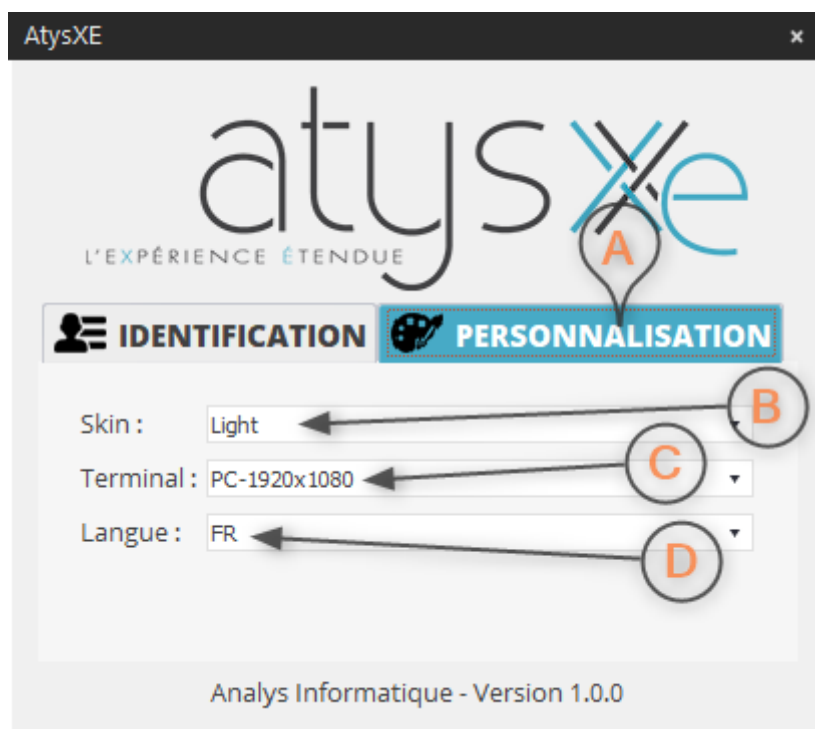 AtysXE ×
atysXe
L'EXPÉRIENCE ÉTENDUE
A
IDENTIFICATION PERSONNALISATION
B
Skin : Light
C
Terminal : PC-1920x1080
Langue : FR
D
Analys Informatique - Version 1.0.0